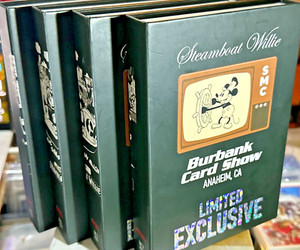 Steamboat Willie
SMC
Burbank
Card Show
ANAHEIM, CA
LIMITED
EXCLUSIVE